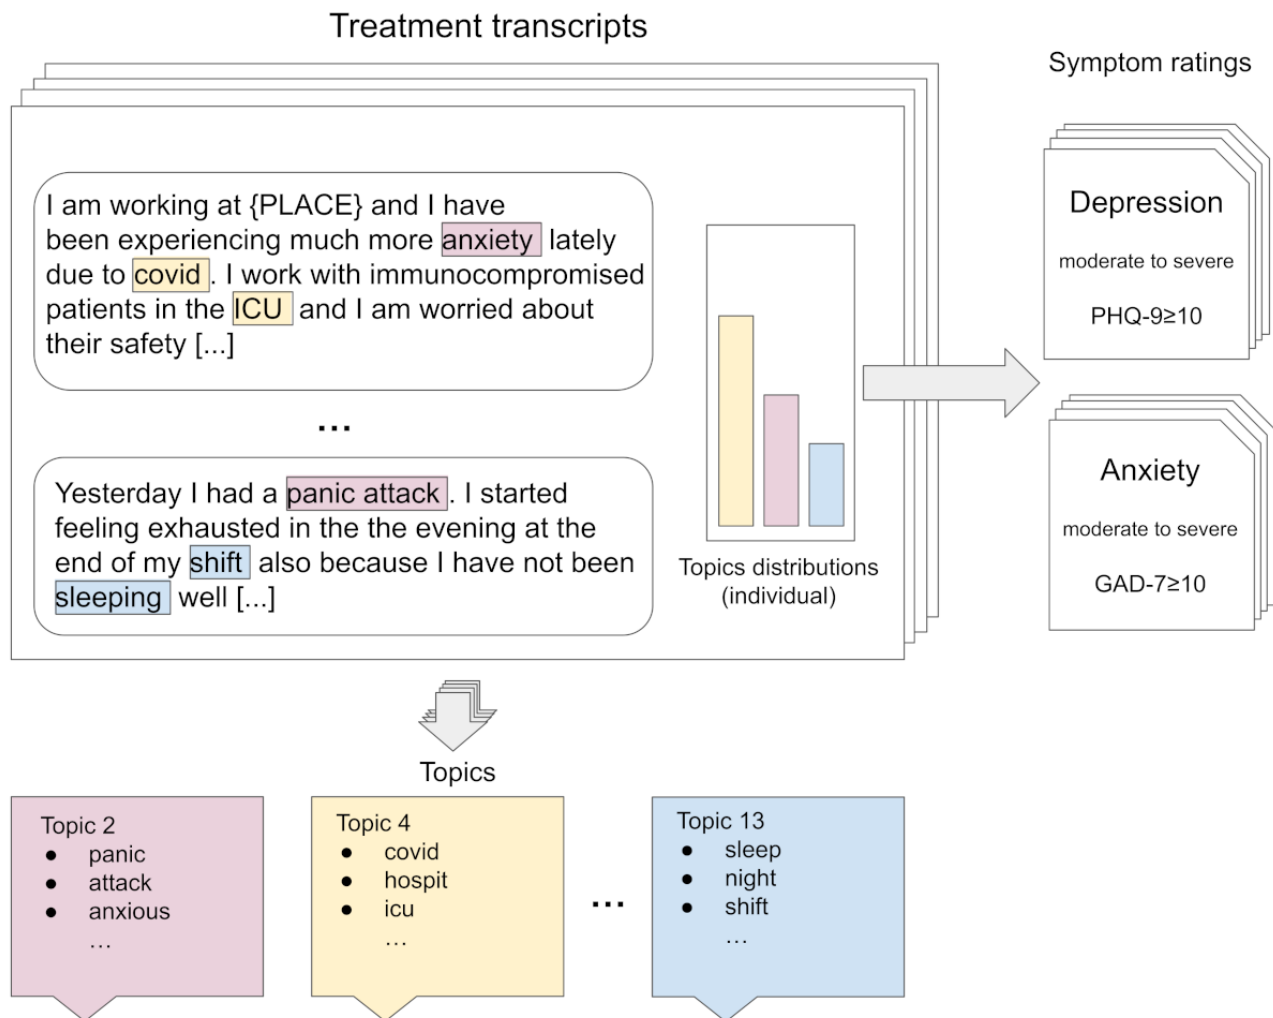 Treatment transcripts
Symptom ratings
I am working at {PLACE} and I have
been experiencing much more anxiety lately
due to covid . I work with immunocompromised
patients in the ICU and I am worried about
their safety [...]
...
Yesterday I had a panic attack . I started
feeling exhausted in the the evening at the
end of my shift also because I have not been
sleeping well [...]
Topics distributions
(individual)
Depression
moderate to severe
PHQ-9≥10
Anxiety
moderate to severe
GAD-7≥10
Topics
Topic 2
● panic
● attack
● anxious
...
Topic 4
● covid
● hospit
● icu
...
...
Topic 13
● sleep
● night
● shift
...